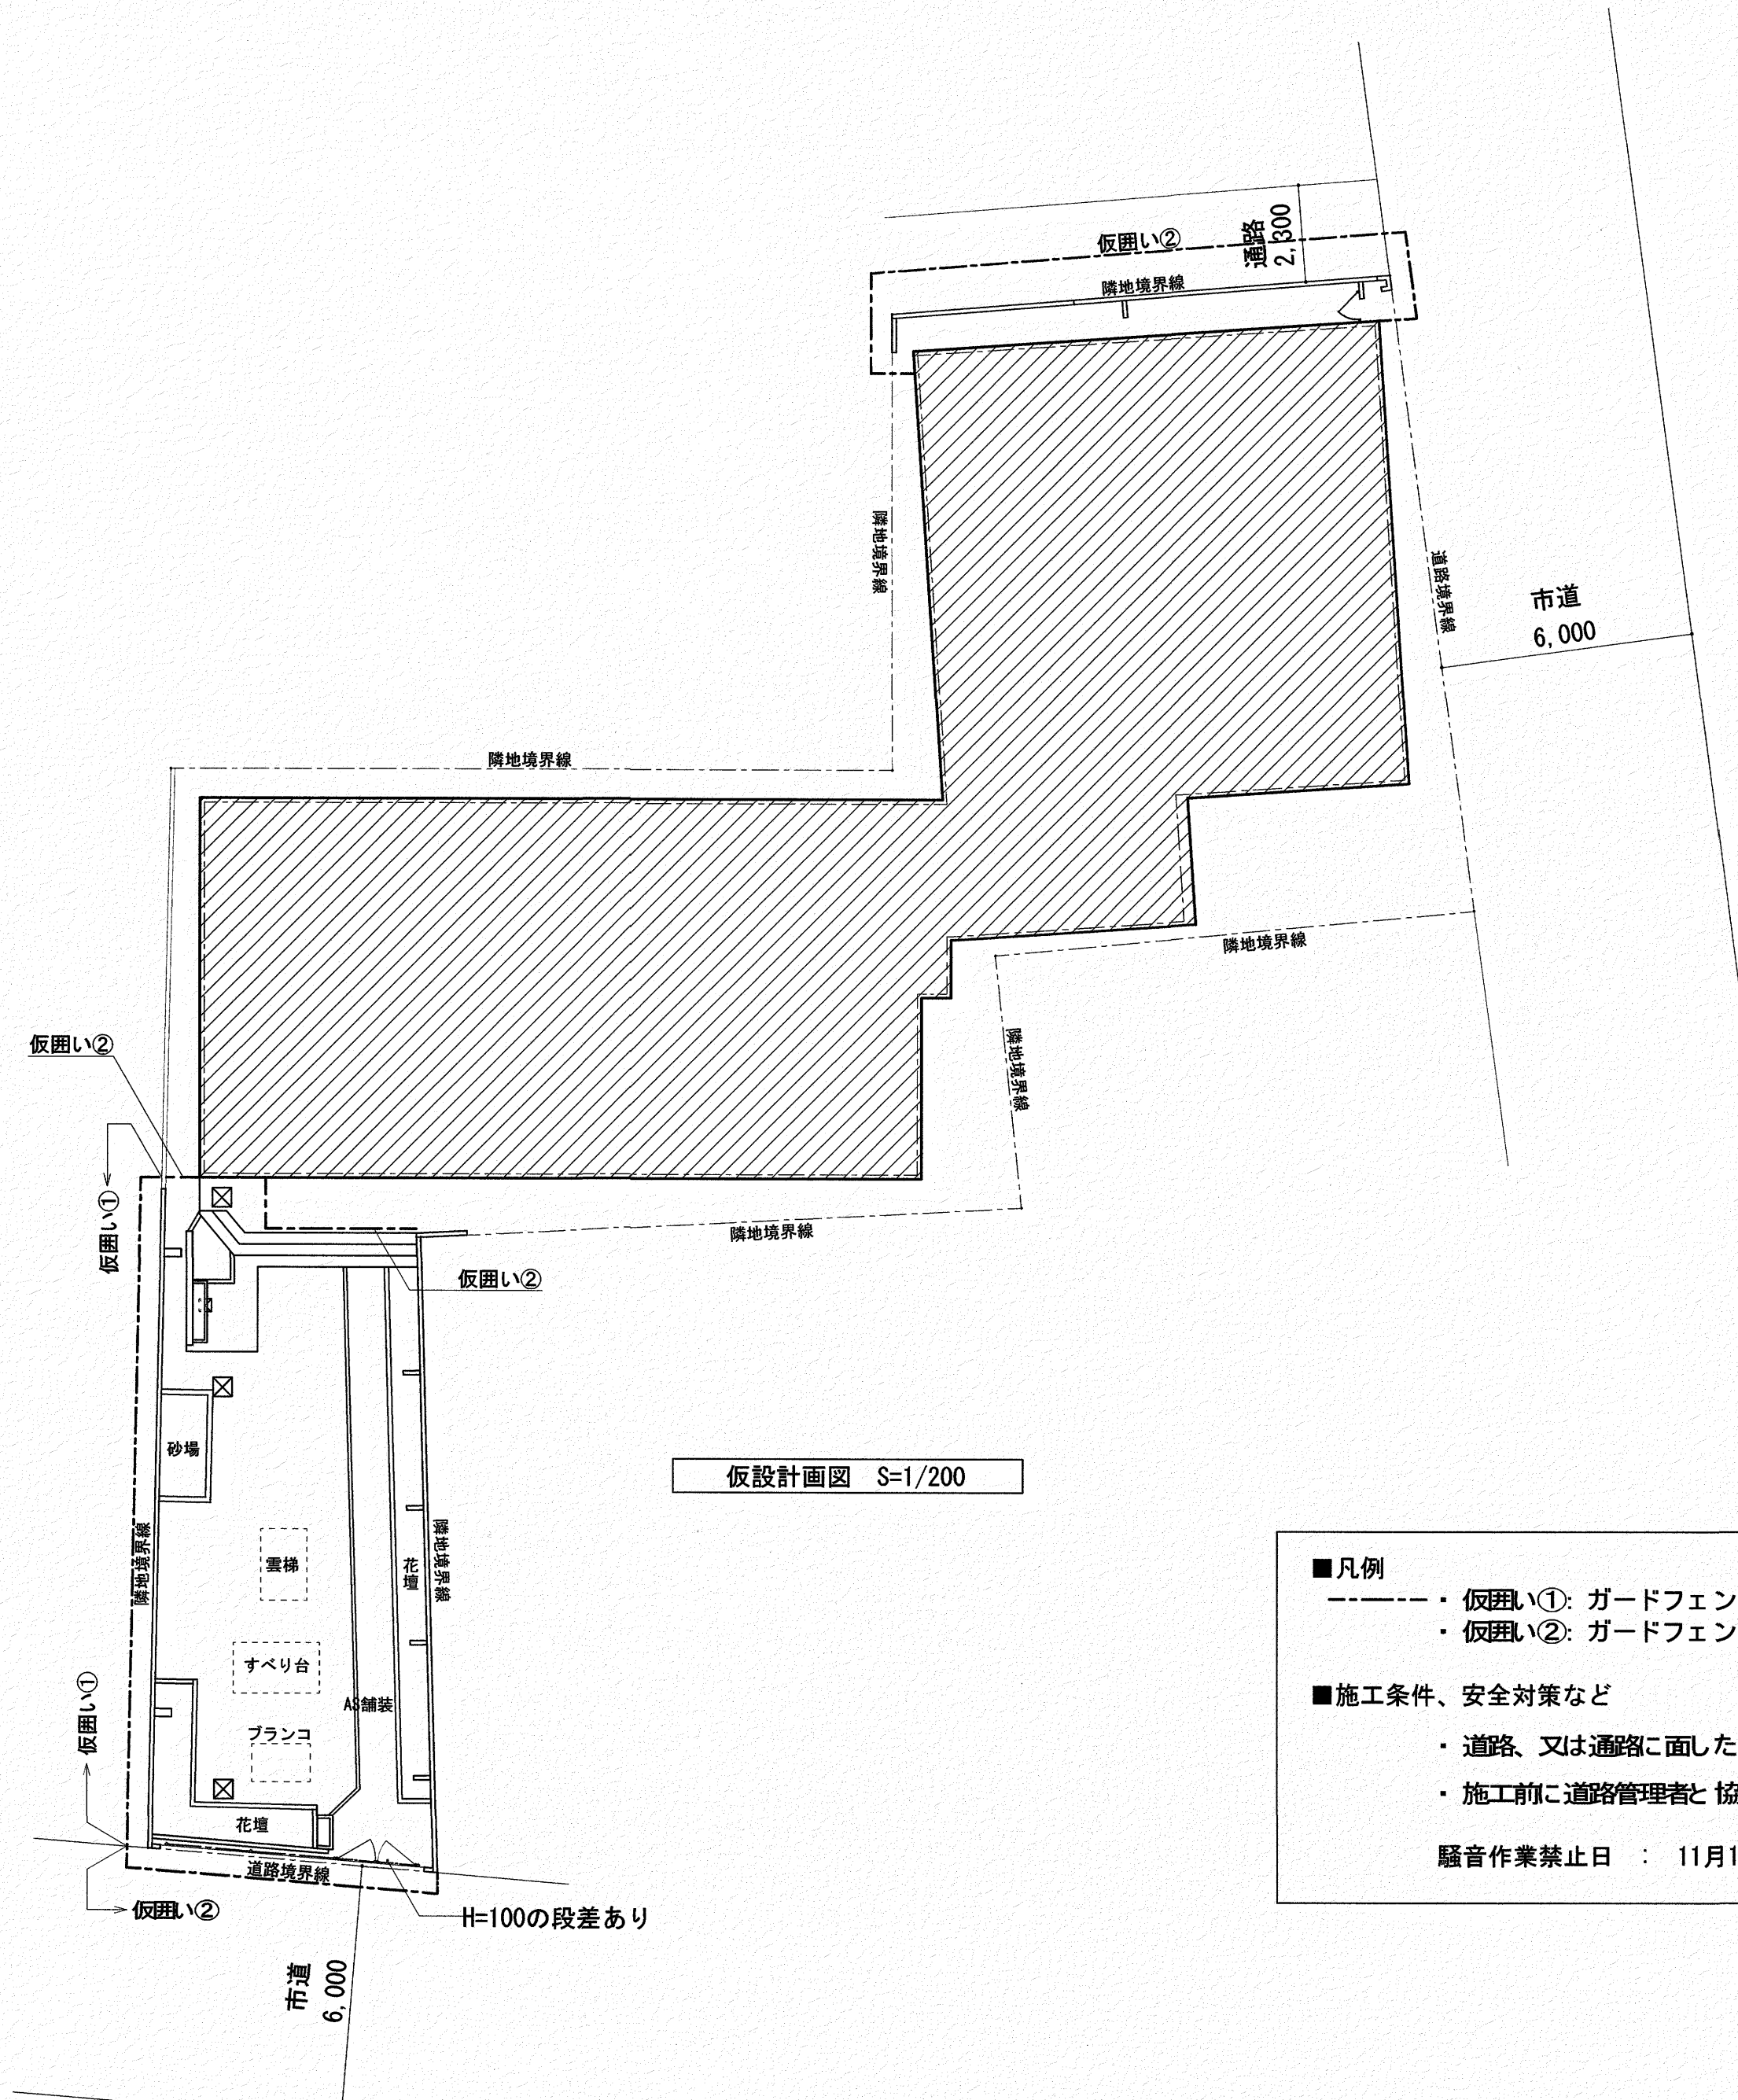 仮囲い②
通路
2,300
隣地境界線
隣地境界線
道路境界線
市道
6,000
隣地境界線
隣地境界線
隣地境界線
仮囲い②
仮囲い①
隣地境界線
仮囲い②
砂場
隣地境界線
隣地境界線
雲梯
花壇
すべり台
AS舗装
ブランコ
仮囲い①
花壇
道路境界線
仮囲い②
H=100の段差あり
市道
6,000
仮設計画図 S=1/200
■凡例
・仮囲い①: ガードフェン
・仮囲い②: ガードフェン
■施工条件、安全対策など
・道路、又は通路に面した
・施工前に道路管理者と協
騒音作業禁止日 : 11月1